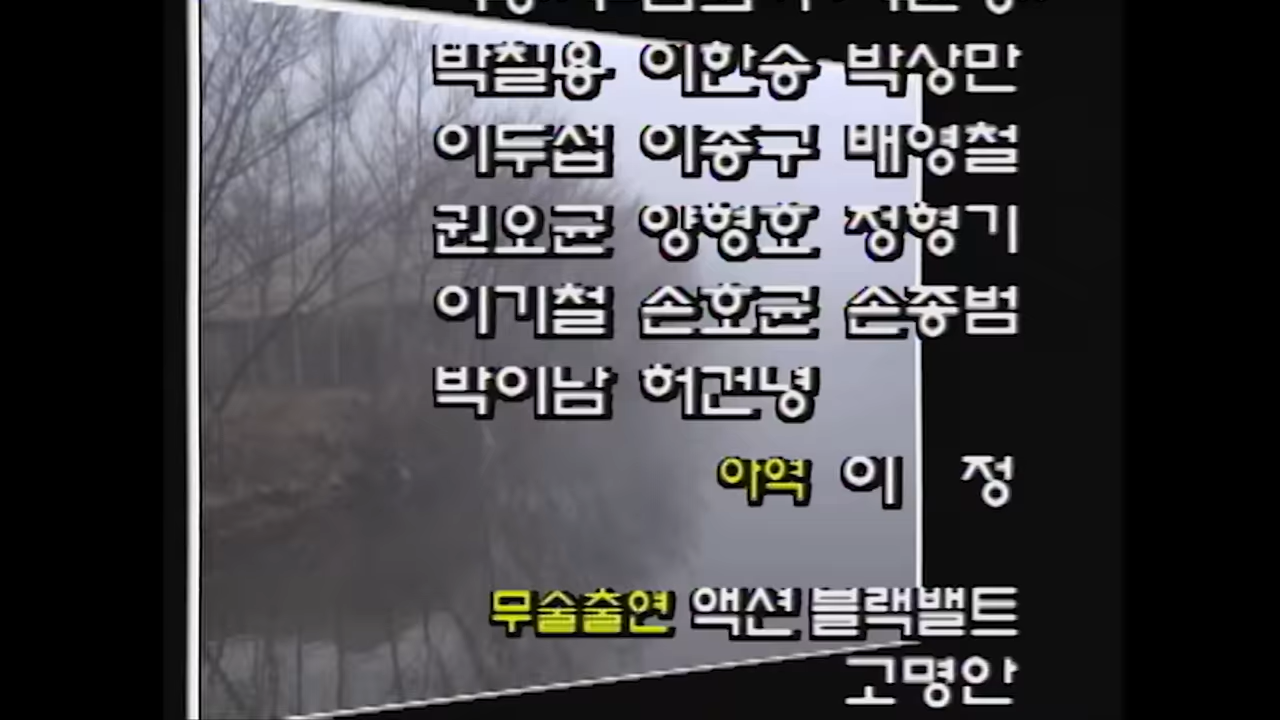 박칠용 이한승 박상만
이두섭 이종구 배영철
권오균 양형호 정형기
이기철 손호균 손종범
박이남 허건녕
아역 이 정
무술출연 액션 블랙밸트
고명안